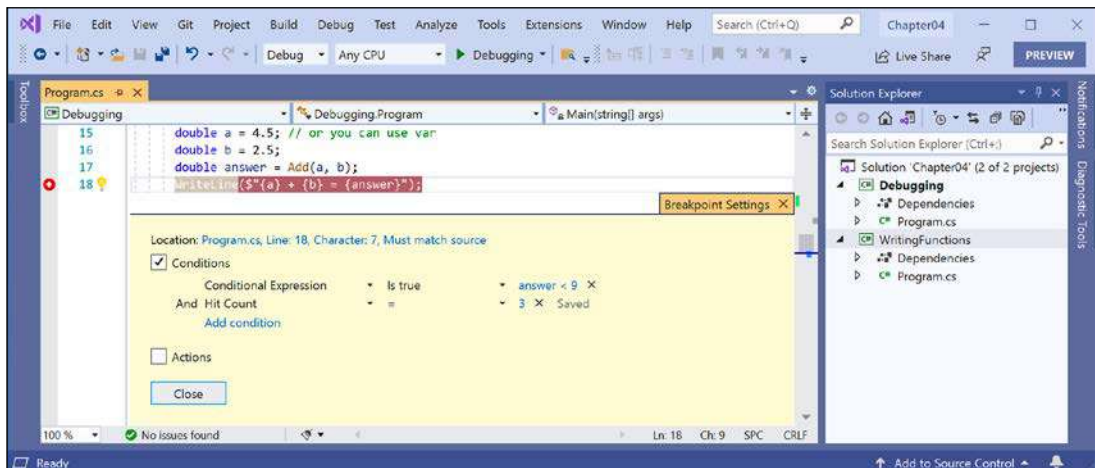 File Edit View Git Project Build Debug Test Analyze Tools Extensions Window Help Search (Ctrl+Q) Chapter04
Debug Any CPU Debugging Live Share PREVIEW
Toolbox
Program.cs
Debugging Debugging.Program Main(string[] args)
15 double a = 4.5; // or you can use var
16 double b = 2.5;
17 double answer = Add(a, b);
18 WriteLine($"{a} + {b} = {answer}");
Breakpoint Settings
Location: Program.cs, Line: 18, Character: 7, Must match source
Conditions
Conditional Expression Is true answer < 9
And Hit Count = 3 Saved
Add condition
Actions
Close
100 % No issues found Ln: 18 Ch: 9 SPC CRLF
Solution Explorer
Search Solution Explorer (Ctrl+;)
Solution 'Chapter04' (2 of 2 projects)
Debugging
Dependencies
C# Program.cs
WritingFunctions
Dependencies
C# Program.cs
Notifications
Diagnostic Tools
Ready Add to Source Control